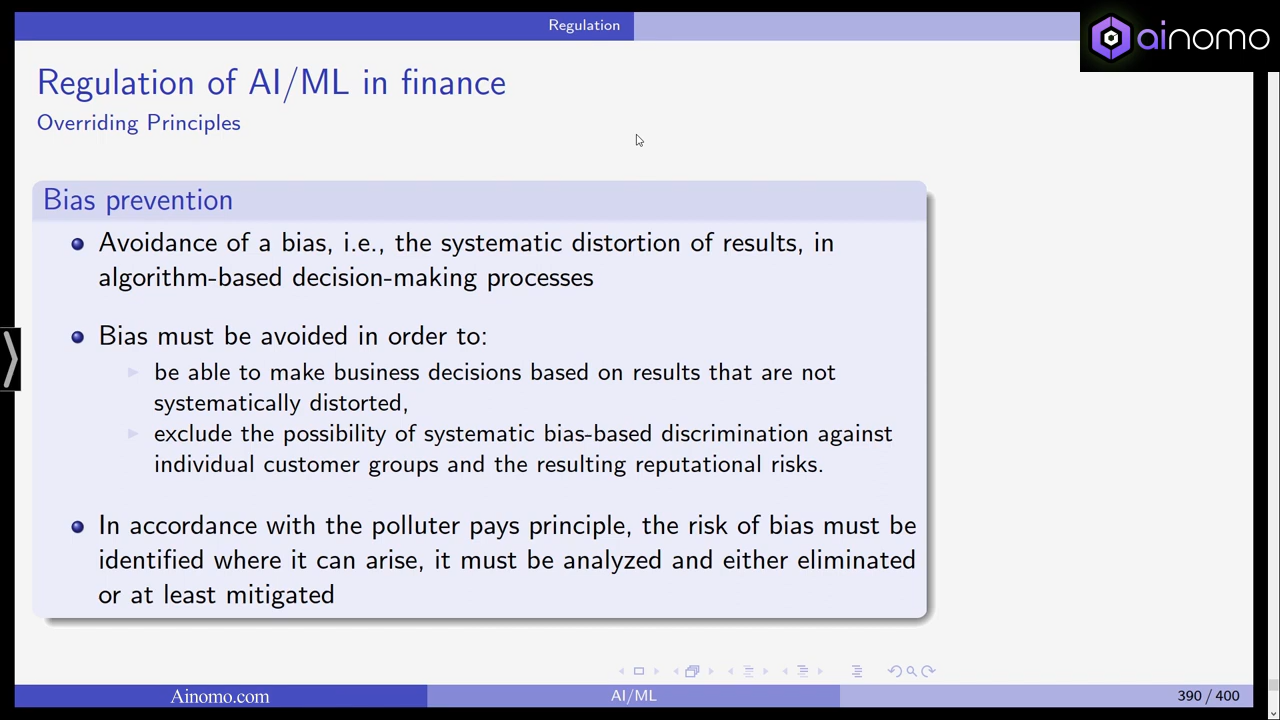 Regulation
ainomo
Regulation of AI/ML in finance
Overriding Principles
Bias prevention
Avoidance of a bias, i.e., the systematic distortion of results, in
algorithm-based decision-making processes
Bias must be avoided in order to:
be able to make business decisions based on results that are not
systematically distorted,
exclude the possibility of systematic bias-based discrimination against
individual customer groups and the resulting reputational risks.
In accordance with the polluter pays principle, the risk of bias must be
identified where it can arise, it must be analyzed and either eliminated
or at least mitigated
Ainomo.com
AI/ML
390 / 400